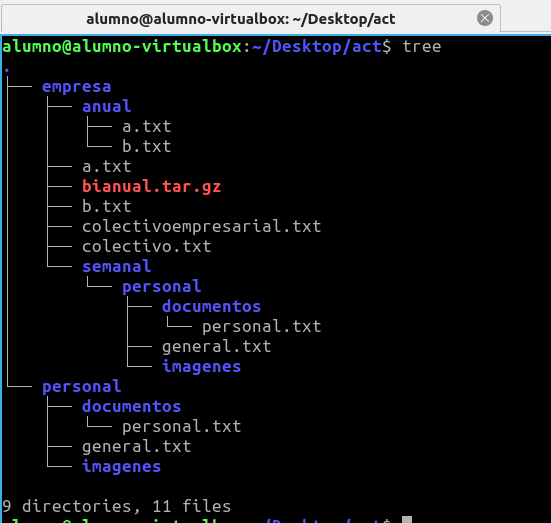 alumno@alumno-virtualbox: ~/Desktop/act
alumno@alumno-virtualbox:~/Desktop/act$ tree
.
├── empresa
│   ├── anual
│   │   ├── a.txt
│   │   └── b.txt
│   ├── a.txt
│   ├── bianual.tar.gz
│   ├── b.txt
│   ├── colectivoempresarial.txt
│   ├── colectivo.txt
│   └── semanal
│       └── personal
│           ├── documentos
│           │   └── personal.txt
│           ├── general.txt
│           └── imagenes
└── personal
    ├── documentos
    │   └── personal.txt
    ├── general.txt
    └── imagenes
9 directories, 11 files
alumno@alumno-virtualbox:~/Desktop/act$